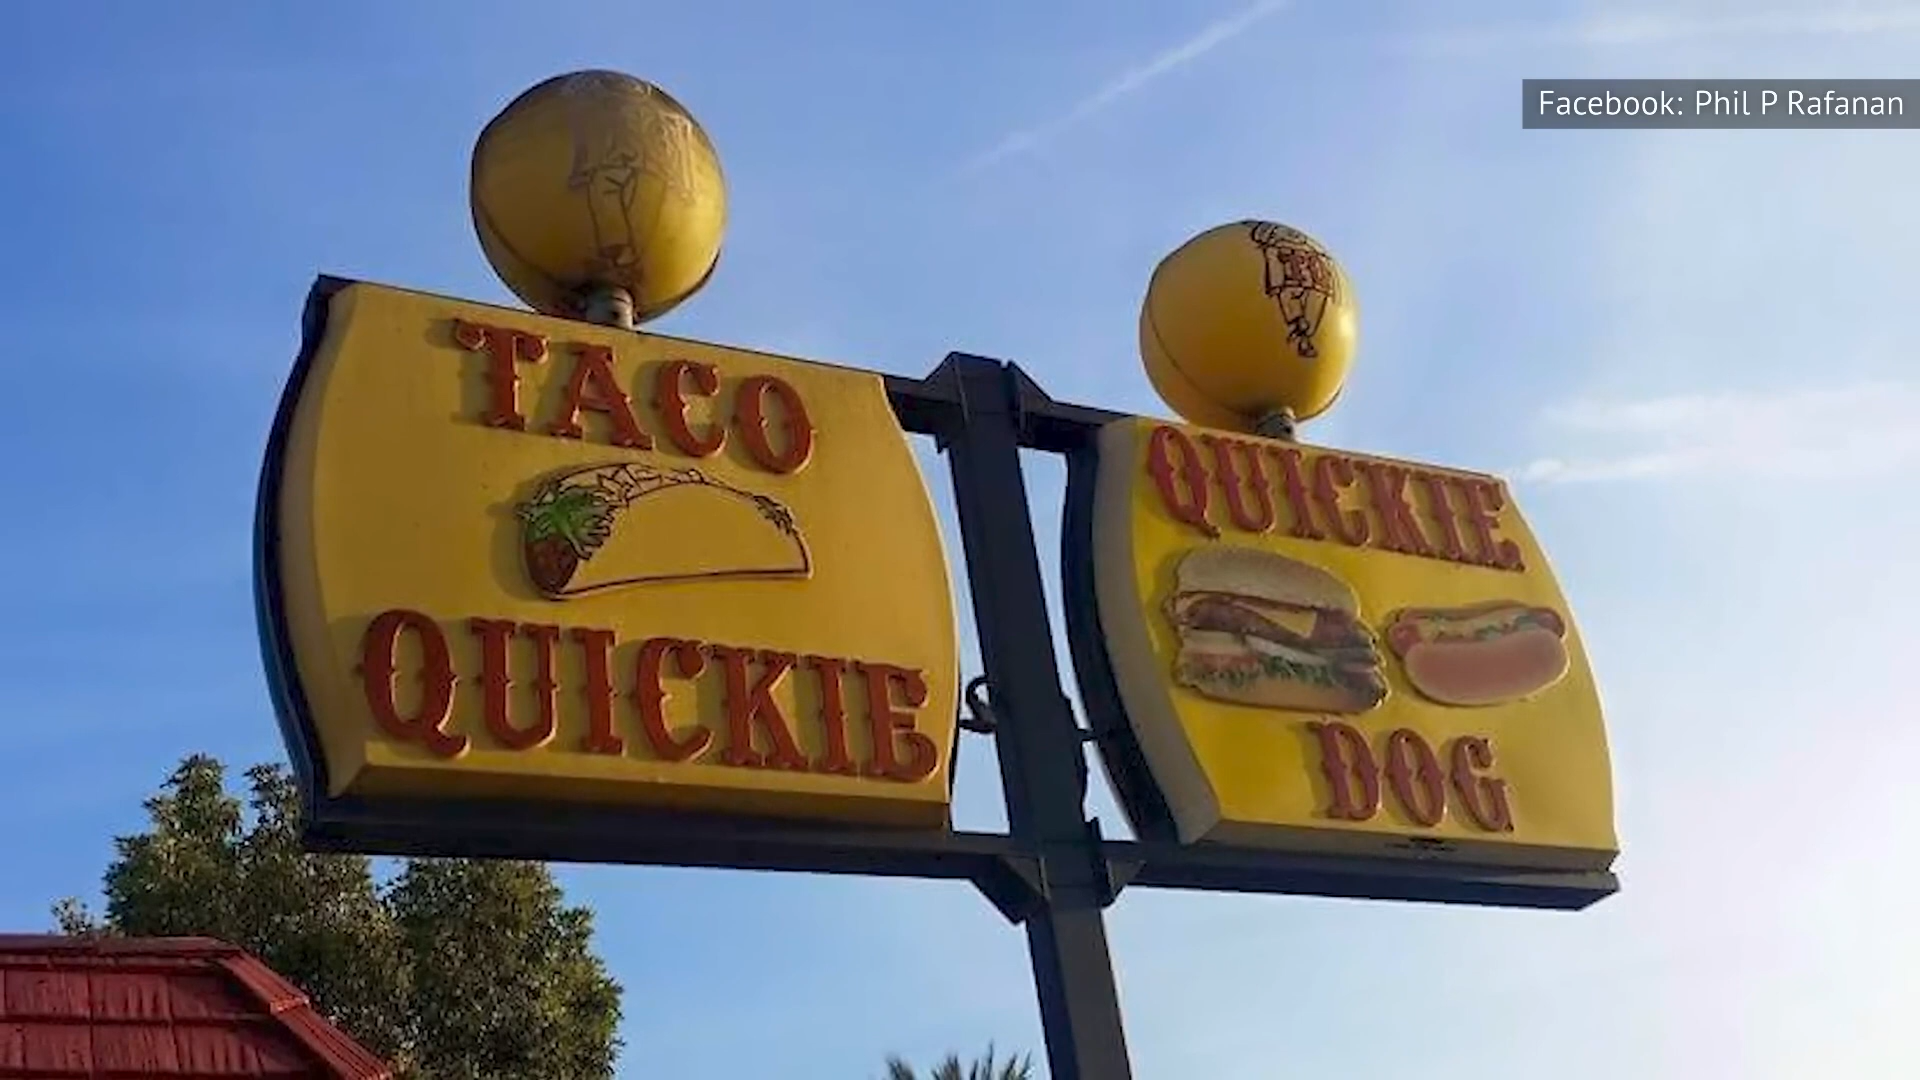 Facebook: Phil P Rafanan
TACO
QUICKIE
QUICKIE
DOG